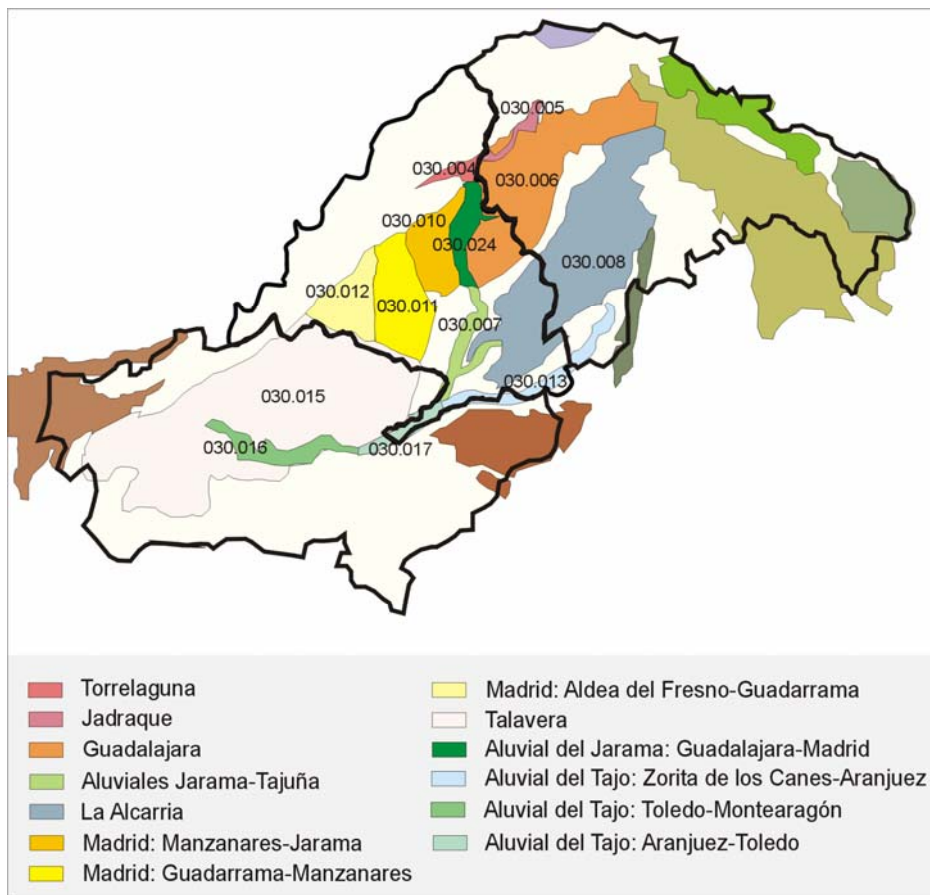 030.005
030.004
030.006
030.010
030.024
030.008
030.012
030.011
030.007
030.013
030.015
030.016
030.017
Torrelaguna
Jadraque
Guadalajara
Aluviales Jarama-Tajuña
La Alcarria
Madrid: Manzanares-Jarama
Madrid: Guadarrama-Manzanares
Madrid: Aldea del Fresno-Guadarrama
Talavera
Aluvial del Jarama: Guadalajara-Madrid
Aluvial del Tajo: Zorita de los Canes-Aranjuez
Aluvial del Tajo: Toledo-Montearagón
Aluvial del Tajo: Aranjuez-Toledo